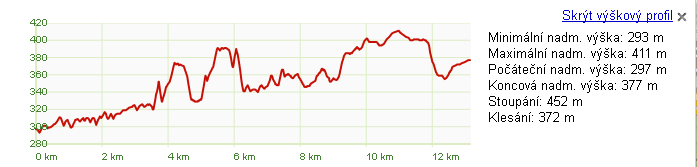 Skrýt výškový profil
Minimální nadm. výška: 293 m
Maximální nadm. výška: 411 m
Počáteční nadm. výška: 297 m
Koncová nadm. výška: 377 m
Stoupání: 452 m
Klesání: 372 m
420
400
380
360
340
320
300
280
0 km 2 km 4 km 6 km 8 km 10 km 12 km